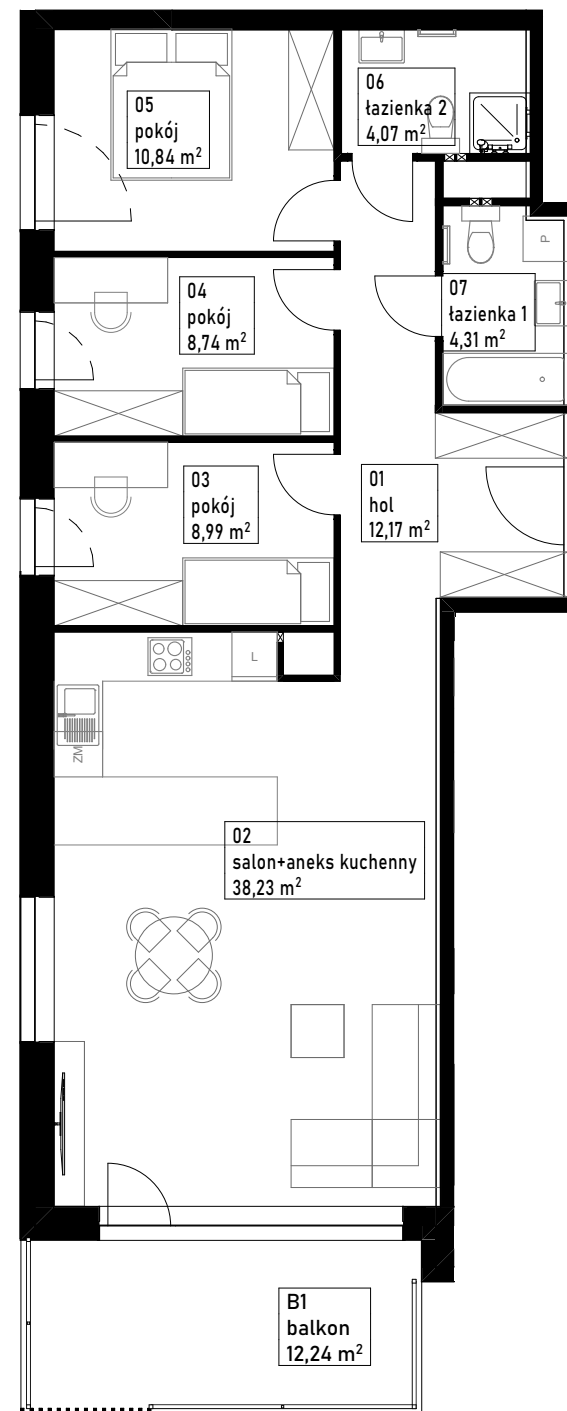 06
łazienka 2
4,07 m²
05
pokój
10,84 m²
P
04
pokój
8,74 m²
07
łazienka 1
4,31 m²
03
pokój
8,99 m²
01
hol
12,17 m²
L
ZM
02
salon+aneks kuchenny
38,23 m²
B1
balkon
12,24 m²